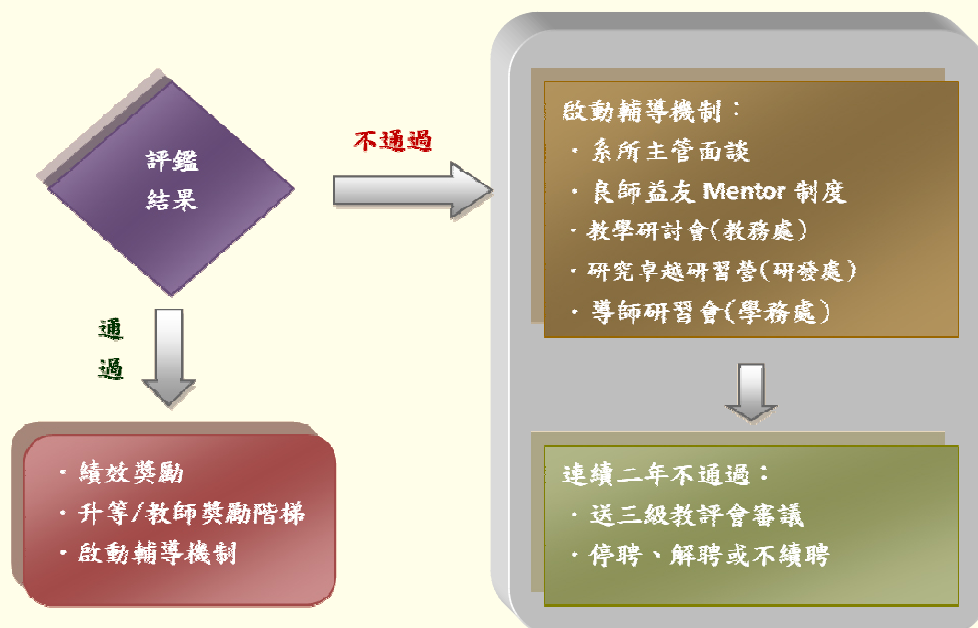 評鑑
結果
不通過
通
過
・績效獎勵
・升等/教師獎勵階梯
・啟動輔導機制
啟動輔導機制：
・系所主管面談
・良師益友 Mentor 制度
・教學研討會(教務處)
・研究卓越研習營(研發處)
・導師研習會(學務處)
連續二年不通過：
・送三級教評會審議
・停聘、解聘或不續聘